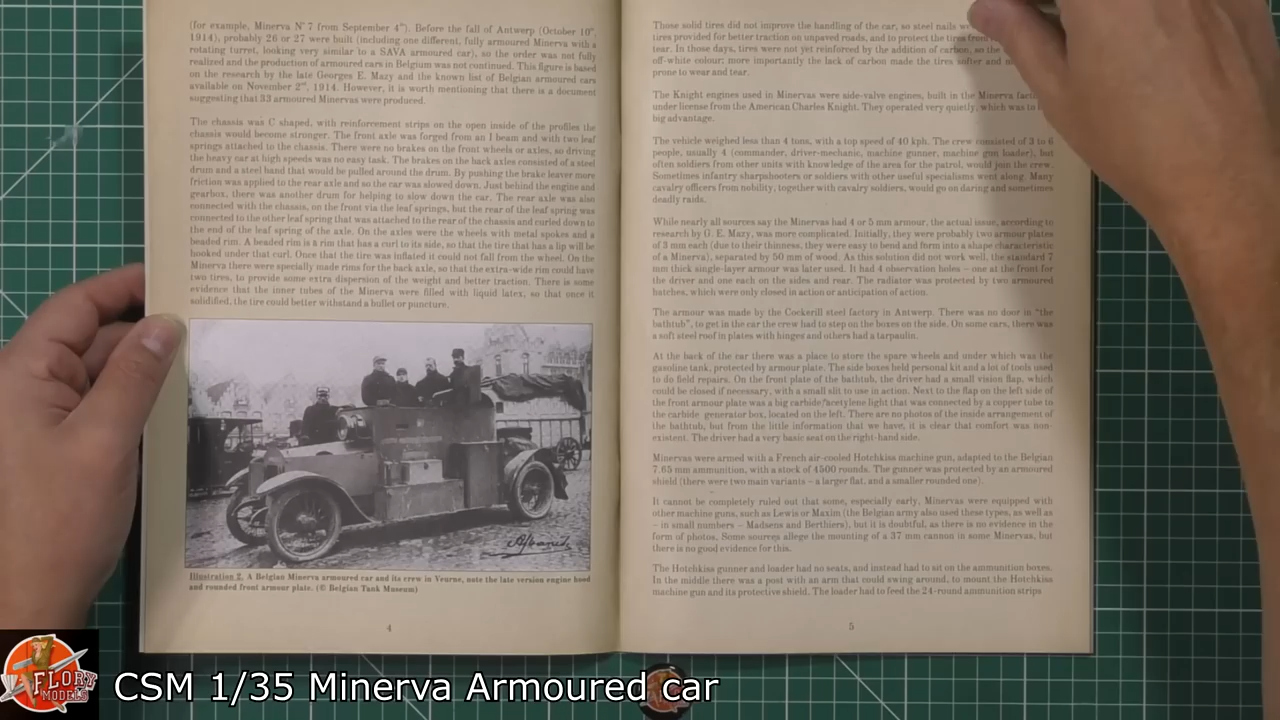 (for example, Minerva N° 7 from September 4th). Before the fall of Antwerp (October 10th,
1914), probably 26 or 27 were built (including one different, fully armoured Minerva with a
rotating turret, looking very similar to a SAVA armoured car), so the order was not fully
realized and the production of armoured cars in Belgium was not continued. This figure is based
on the research by the late Georges E. Mazy and the known list of Belgian armoured cars
available on November 2nd, 1914. However, it is worth mentioning that there is a document
suggesting that 33 armoured Minervas were produced.
The chassis was C shaped, with reinforcement strips on the open inside of the profiles the
chassis would become stronger. The front axle was forged from an I beam and with two leaf
springs attached to the chassis. There were no brakes on the front wheels or axles, so driving
the heavy car at high speeds was no easy task. The brakes on the back axles consisted of a steel
drum and a steel band that would be pulled around the drum. By pushing the brake leaver more
friction was applied to the rear axle and so the car was slowed down. Just behind the engine and
gearbox, there was another drum for helping to slow down the car. The rear axle was also
connected with the chassis, on the front via the leaf springs, but the rear of the leaf spring was
connected to the other leaf spring that was attached to the rear of the chassis and curled down to
the end of the leaf spring of the axle. On the axles were the wheels with metal spokes and a
beaded rim. A beaded rim is a rim that has a curl to its side, so that the tire that has a lip will be
hooked under that curl. Once that the tire was inflated it could not fall from the wheel. On the
Minerva there were specially made rims for the back axle, so that the extra-wide rim could have
two tires, to provide some extra dispersion of the weight and better traction. There is some
evidence that the inner tubes of the Minerva were filled with liquid latex, so that once it
solidified, the tire could better withstand a bullet or puncture.
Illustration 2. A Belgian Minerva armoured car and its crew in Veurne, note the late version engine hood
and rounded front armour plate. (© Belgian Tank Museum)
4
Those solid tires did not improve the handling of the car, so steel nails
tires provided for better traction on unpaved roads, and to protect the tires from
tear. In those days, tires were not yet reinforced by the addition of carbon, so the
off-white colour; more importantly the lack of carbon made the tires softer and
prone to wear and tear.
The Knight engines used in Minervas were side-valve engines, built in the Minerva
under license from the American Charles Knight. They operated very quietly, which was to
big advantage.
The vehicle weighed less than 4 tons, with a top speed of 40 kph. The crew consisted of 3 to 6
people, usually 4 (commander, driver-mechanic, machine gunner, machine gun loader), but
often soldiers from other units with knowledge of the area for the patrol, would join the crew.
Sometimes infantry sharpshooters or soldiers with other useful specialisms went along. Many
cavalry officers from nobility, together with cavalry soldiers, would go on daring and sometimes
deadly raids.
While nearly all sources say the Minervas had 4 or 5 mm armour, the actual issue, according to
research by G. E. Mazy, was more complicated. Initially, they were probably two armour plates
of 3 mm each (due to their thinness, they were easy to bend and form into a shape characteristic
of a Minerva), separated by 50 mm of wood. As this solution did not work well, the standard 7
mm thick single-layer armour was later used. It had 4 observation holes – one at the front for
the driver and one each on the sides and rear. The radiator was protected by two armoured
hatches, which were only closed in action or anticipation of action.
The armour was made by the Cockerill steel factory in Antwerp. There was no door in "the
bathtub", to get in the car the crew had to step on the boxes on the side. On some cars, there was
a soft steel roof in plates with hinges and others had a tarpaulin.
At the back of the car there was a place to store the spare wheels and under which was the
gasoline tank, protected by armour plate. The side boxes held personal kit and a lot of tools used
to do field repairs. On the front plate of the bathtub, the driver had a small vision flap, which
could be closed if necessary, with a small slit to use in action. Next to the flap on the left side of
the front armour plate was a big carbide/acetylene light that was connected by a copper tube to
the carbide generator box, located on the left. There are no photos of the inside arrangement of
the bathtub, but from the little information that we have, it is clear that comfort was non-
existent. The driver had a very basic seat on the right-hand side.
Minervas were armed with a French air-cooled Hotchkiss machine gun, adapted to the Belgian
7.65 mm ammunition, with a stock of 4500 rounds. The gunner was protected by an armoured
shield (there were two main variants – a larger flat, and a smaller rounded one).
It cannot be completely ruled out that some, especially early, Minervas were equipped with
other machine guns, such as Lewis or Maxim (the Belgian army also used these types, as well as
– in small numbers – Madsens and Berthiers), but it is doubtful, as there is no evidence in the
form of photos. Some sources allege the mounting of a 37 mm cannon in some Minervas, but
there is no good evidence for this.
The Hotchkiss gunner and loader had no seats, and instead had to sit on the ammunition boxes.
In the middle there was a post with an arm that could swing around, to mount the Hotchkiss
machine gun and its protective shield. The loader had to feed the 24-round ammunition strips
5
FLORY
MODELS
CSM 1/35 Minerva Armoured car